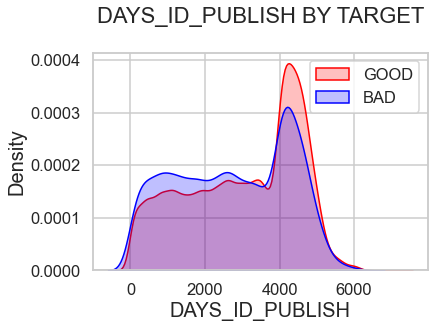 DAYS_ID_PUBLISH BY TARGET
GOOD
BAD
Density
0.0004
0.0003
0.0002
0.0001
0.0000
0 2000 4000 6000
DAYS_ID_PUBLISH